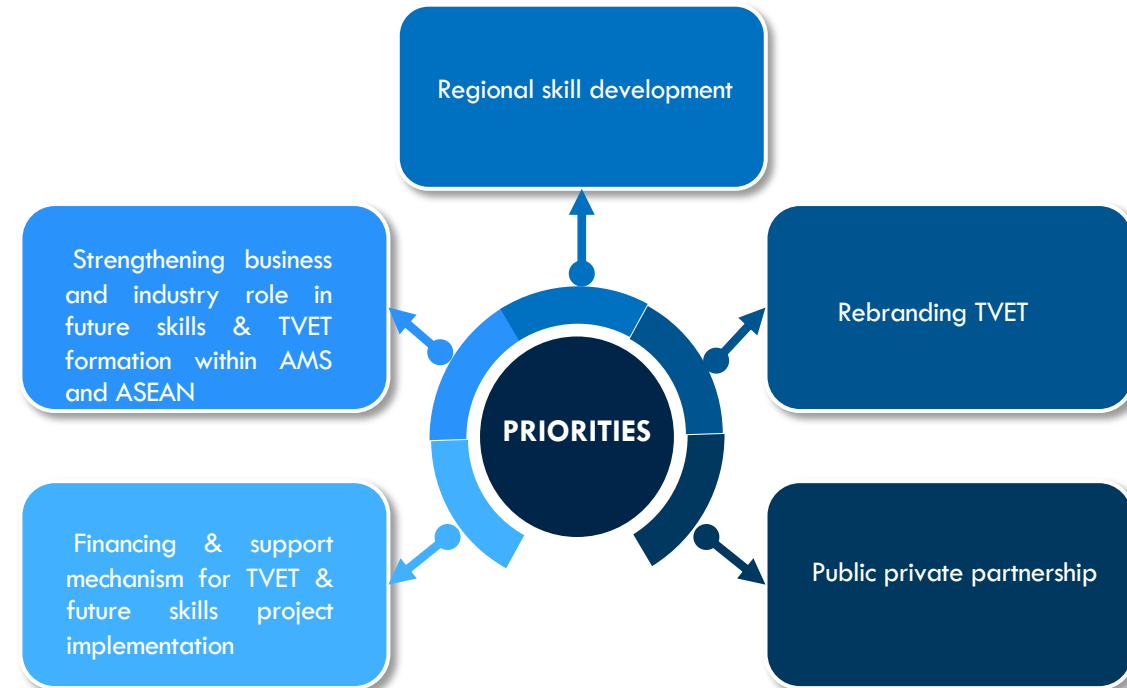 Regional skill development
Strengthening business
and industry role in
future skills & TVET
formation within AMS
and ASEAN
Rebranding TVET
PRIORITIES
Financing & support
mechanism for TVET &
future skills project
implementation
Public private partnership